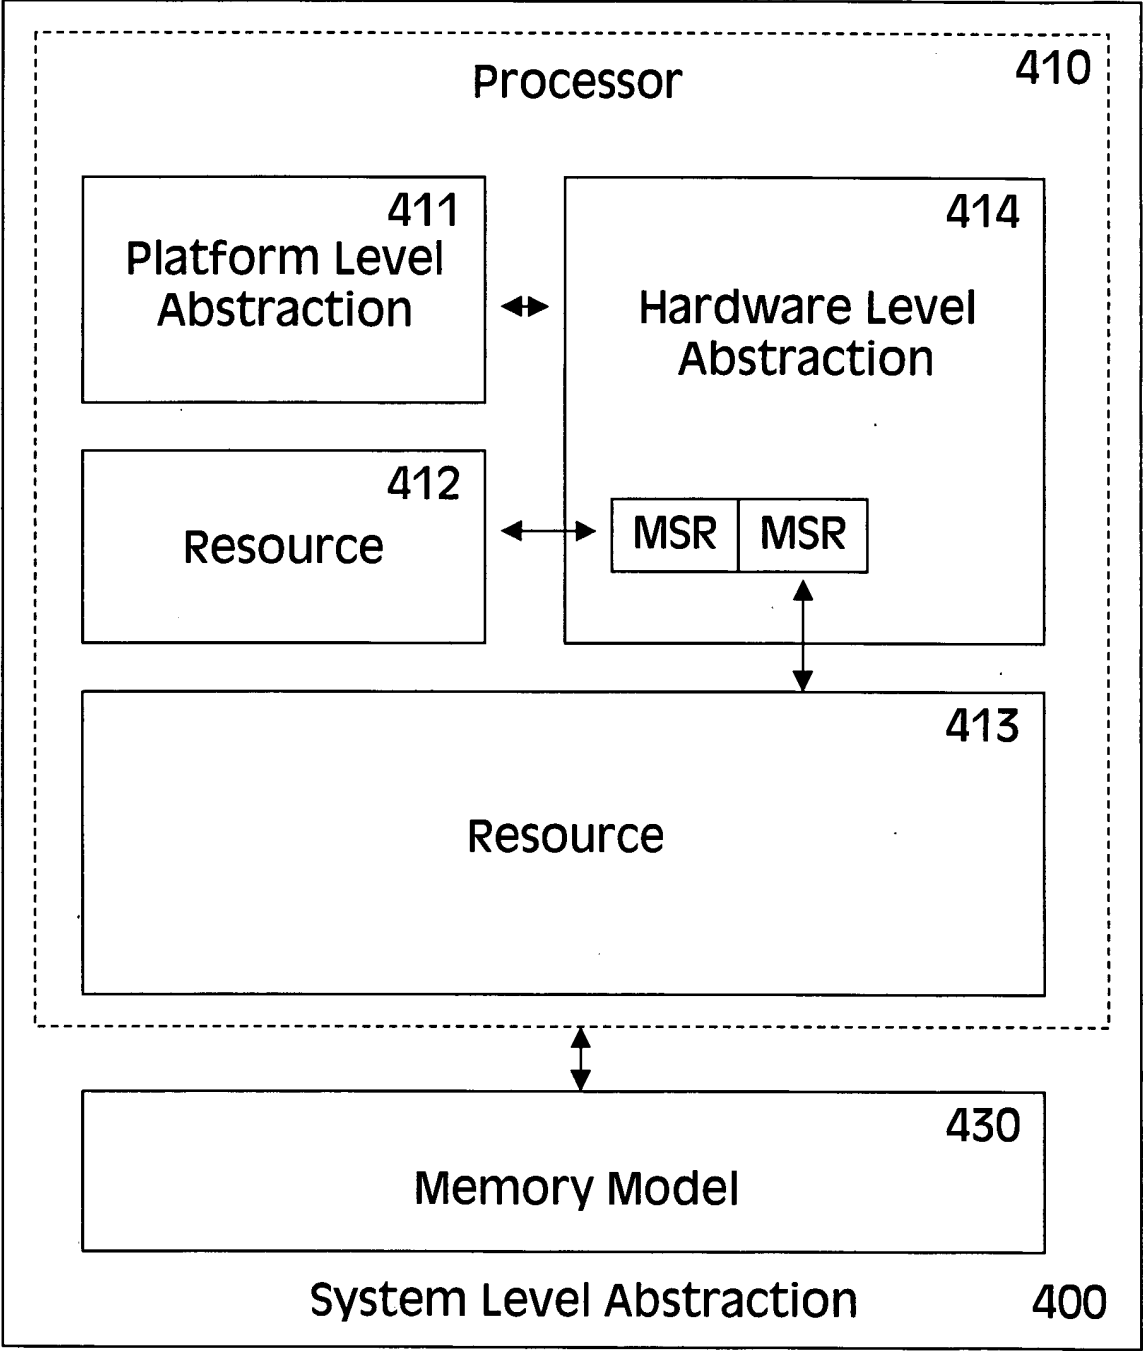 Processor
410
411
Platform Level
Abstraction
414
Hardware Level
Abstraction
412
Resource
MSR
MSR
413
Resource
430
Memory Model
System Level Abstraction
400